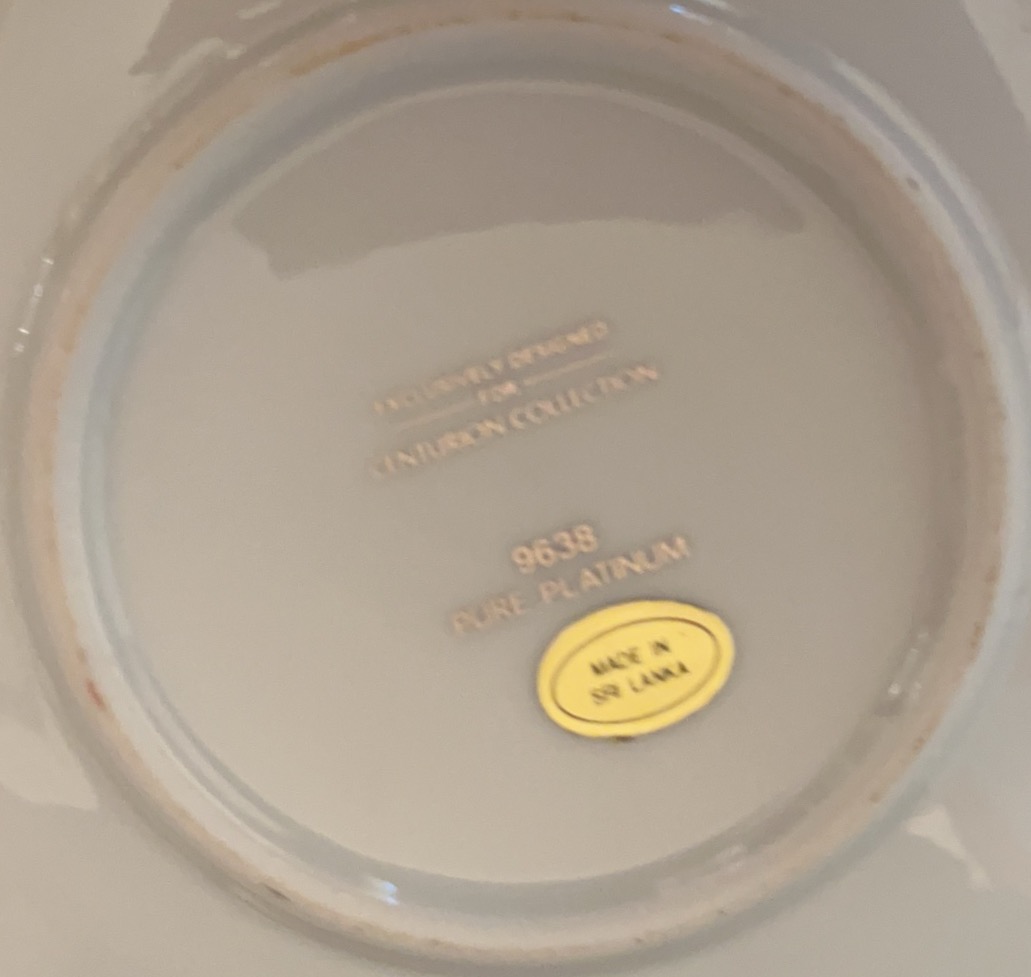 EXCLUSIVELY DESIGNED
FOR
CENTURION COLLECTION
9638
PURE PLATINUM
MADE IN
SRI LANKA